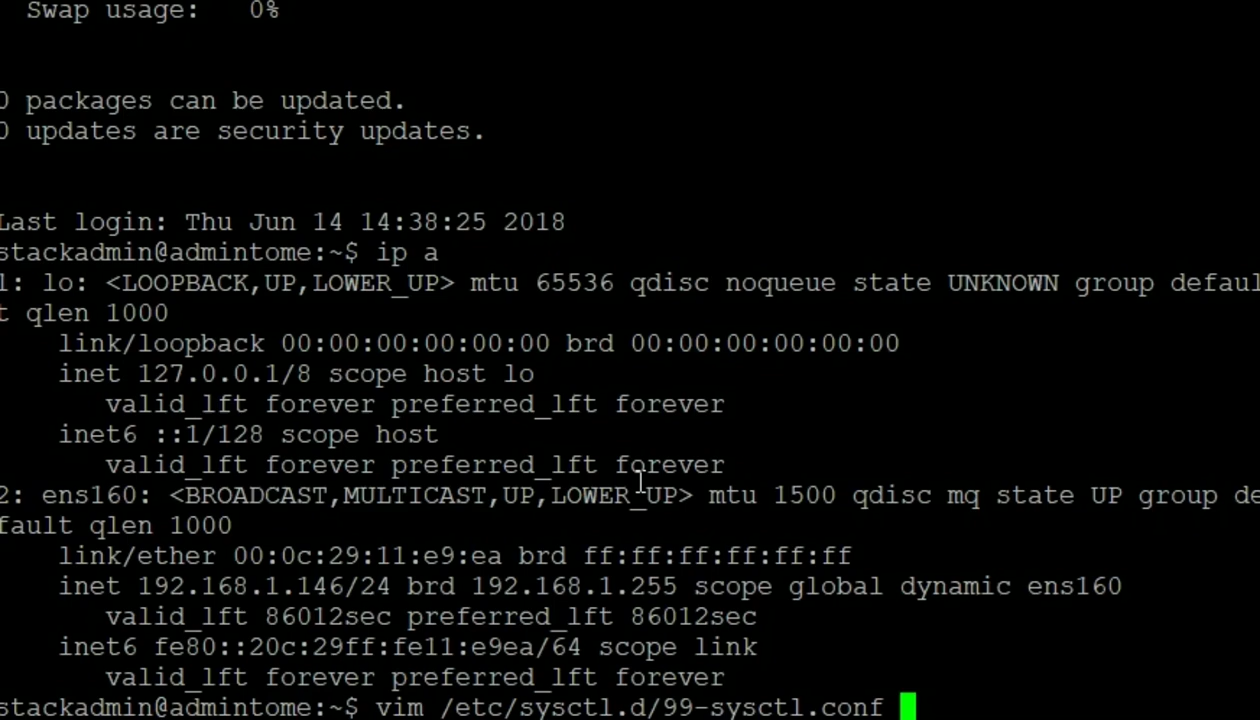 Swap usage:   0%
0 packages can be updated.
0 updates are security updates.
Last login: Thu Jun 14 14:38:25 2018
stackadmin@admintome:~$ ip a
1: lo: <LOOPBACK,UP,LOWER_UP> mtu 65536 qdisc noqueue state UNKNOWN group defaul
t qlen 1000
    link/loopback 00:00:00:00:00:00 brd 00:00:00:00:00:00
    inet 127.0.0.1/8 scope host lo
       valid_lft forever preferred_lft forever
    inet6 ::1/128 scope host
       valid_lft forever preferred_lft forever
2: ens160: <BROADCAST,MULTICAST,UP,LOWER_UP> mtu 1500 qdisc mq state UP group de
fault qlen 1000
    link/ether 00:0c:29:11:e9:ea brd ff:ff:ff:ff:ff:ff
    inet 192.168.1.146/24 brd 192.168.1.255 scope global dynamic ens160
       valid_lft 86012sec preferred_lft 86012sec
    inet6 fe80::20c:29ff:fe11:e9ea/64 scope link
       valid_lft forever preferred_lft forever
stackadmin@admintome:~$ vim /etc/sysctl.d/99-sysctl.conf